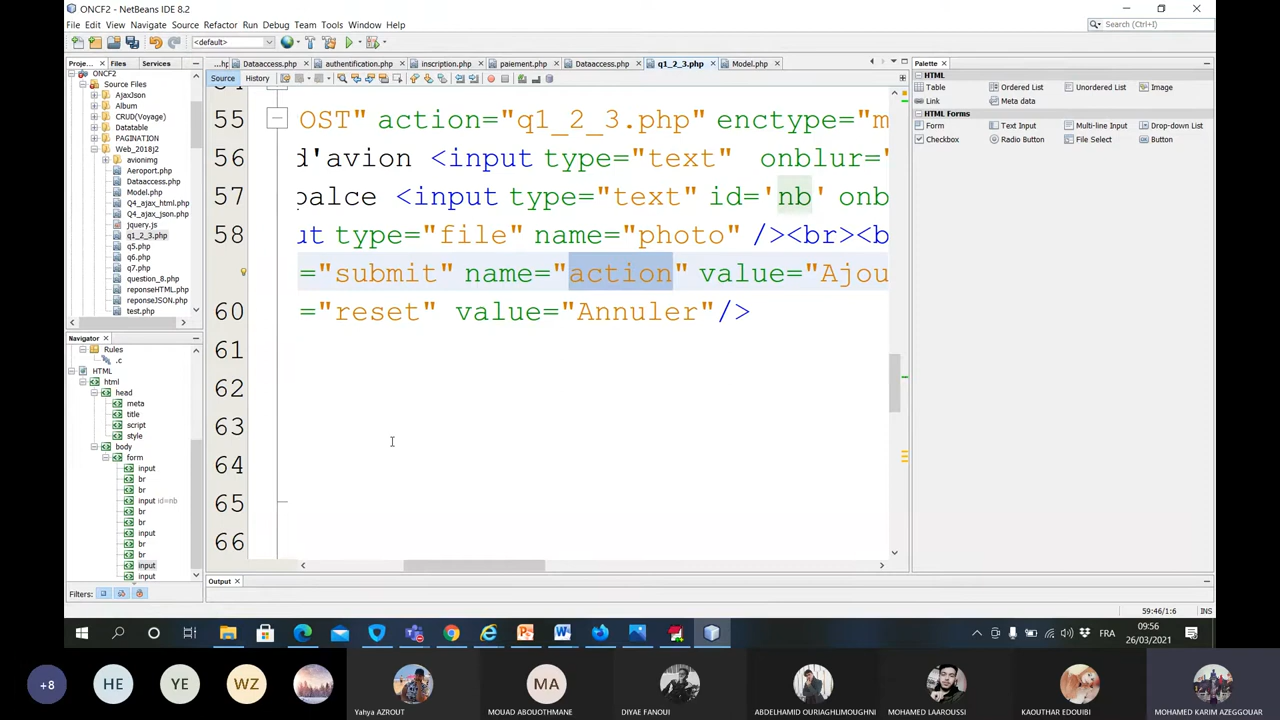 ONCF2 - NetBeans IDE 8.2
File Edit View Navigate Source Refactor Run Debug Team Tools Window Help
Search (Ctrl+I)
<default>
Proje... Files Services
...hp Dataaccess.php authentification.php inscription.php paiement.php Dataaccess.php q1_2_3.php Model.php
Palette
Source History
ONCF2
Source Files
AjaxJson
Album
CRUD(Voyage)
Datatable
PAGINATION
Web_2018J2
avionimg
Aeroport.php
Dataaccess.php
Model.php
Q4_ajax_html.php
Q4_ajax_json.php
jquery.js
q1_2_3.php
q5.php
q6.php
q7.php
question_8.php
reponseHTML.php
reponseJSON.php
test.php
55 OST" action="q1_2_3.php" enctype="m
56 d'avion <input type="text" onblur="
57 palce <input type="text" id='nb' onb
58 ut type="file" name="photo" /><br><b
="submit" name="action" value="Ajou
60 ="reset" value="Annuler"/>
61
62
63
64
65
66
HTML
Table Ordered List Unordered List Image
Link Meta data
HTML Forms
Form Text Input Multi-line Input Drop-down List
Checkbox Radio Button File Select Button
Navigator
Rules
.c
HTML
html
head
meta
title
script
style
body
form
input
br
br
input id=nb
br
br
input
br
br
input
input
Filters:
Output
59:46/1:6 INS
FRA
09:56
26/03/2021
+8 HE YE WZ MA
Yahya AZROUT MOUAD ABOUOTHMANE DIYAE FANOUI ABDELHAMID OURIAGHLI MOHAMED LAAROUSSI KAOUTHAR EDOUBI MOHAMED KARIM AZEGGOUAR